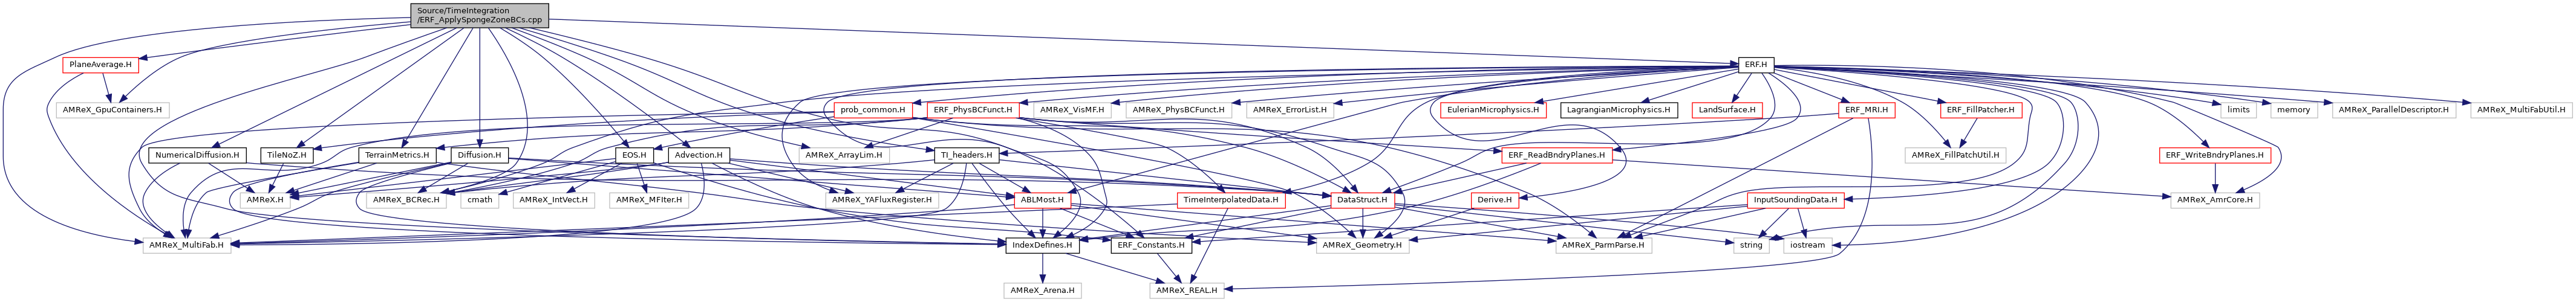 Source/TimeIntegration
/ERF_ApplySpongeZoneBCs.cpp
PlaneAverage.H
ERF.H
AMReX_GpuContainers.H
prob_common.H
ERF_PhysBCFunct.H
AMReX_VisMF.H
AMReX_PhysBCFunct.H
AMReX_ErrorList.H
EulerianMicrophysics.H
LagrangianMicrophysics.H
LandSurface.H
ERF_MRI.H
ERF_FillPatcher.H
limits
memory
AMReX_ParallelDescriptor.H
AMReX_MultiFabUtil.H
NumericalDiffusion.H
TileNoZ.H
TerrainMetrics.H
Diffusion.H
EOS.H
Advection.H
AMReX_ArrayLim.H
TI_headers.H
ERF_ReadBndryPlanes.H
AMReX_FillPatchUtil.H
ERF_WriteBndryPlanes.H
AMReX.H
AMReX_BCRec.H
cmath
AMReX_IntVect.H
AMReX_MFIter.H
AMReX_YAFluxRegister.H
ABLMost.H
TimeInterpolatedData.H
DataStruct.H
Derive.H
InputSoundingData.H
AMReX_AmrCore.H
AMReX_MultiFab.H
IndexDefines.H
ERF_Constants.H
AMReX_Geometry.H
AMReX_ParmParse.H
string
iostream
AMReX_Arena.H
AMReX_REAL.H